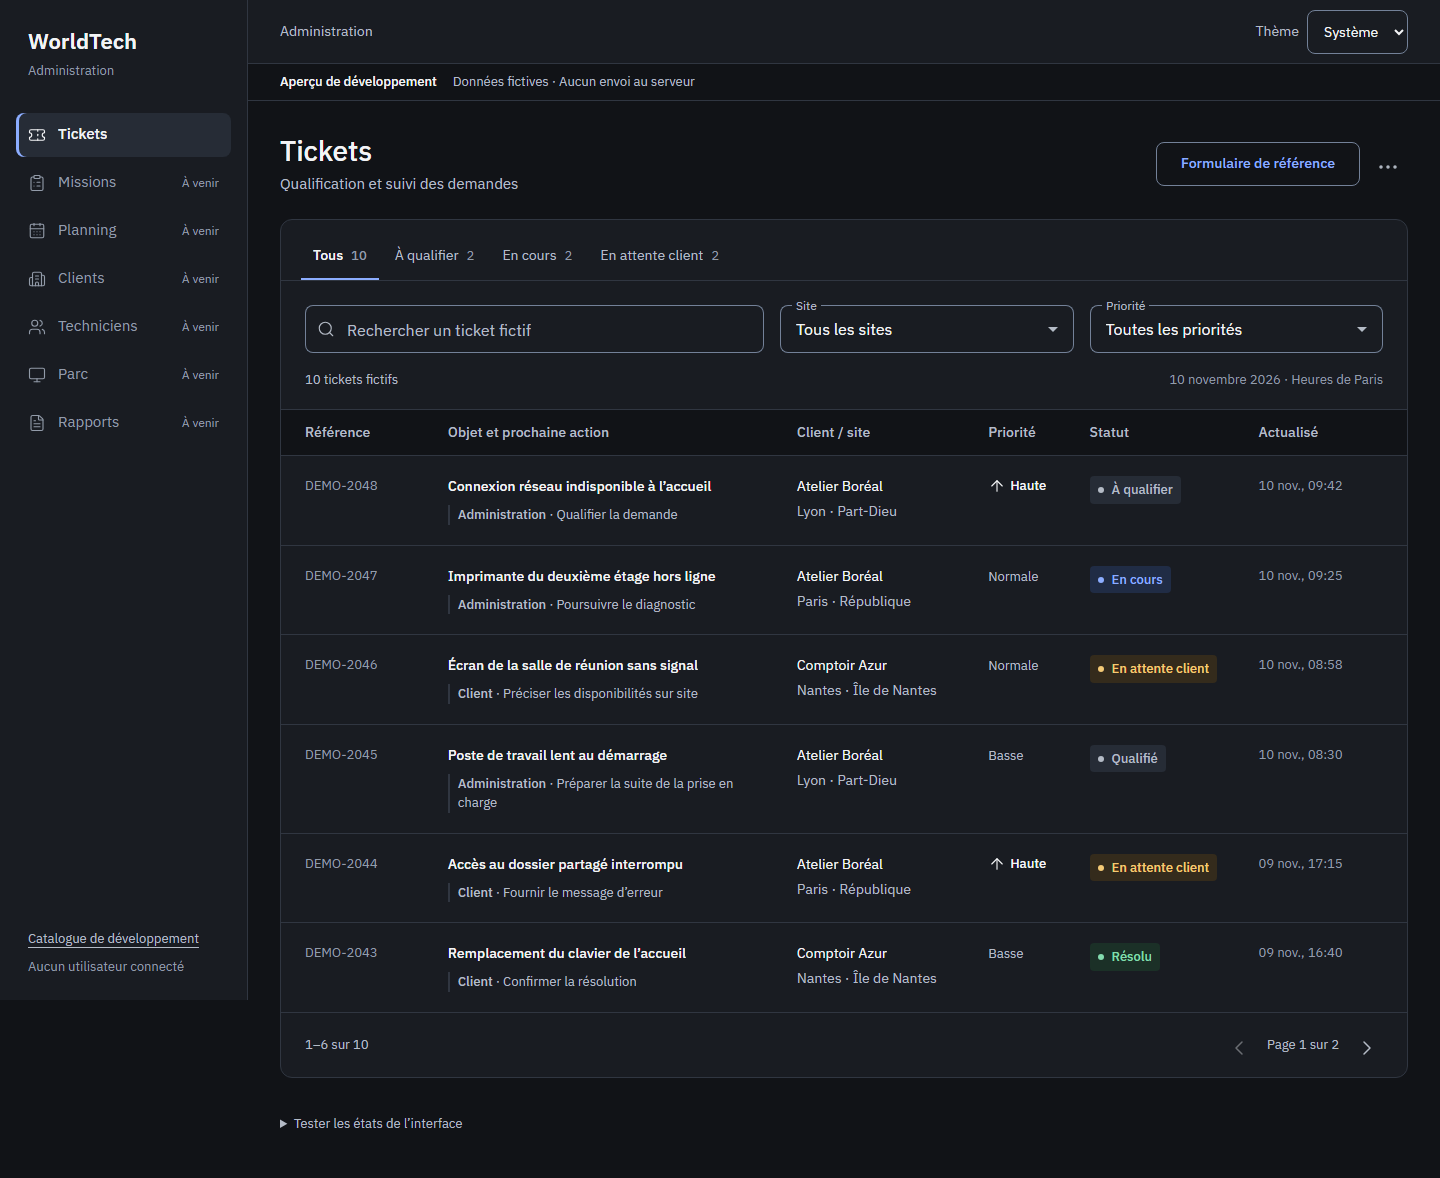 WorldTech
Administration
Tickets
Missions À venir
Planning À venir
Clients À venir
Techniciens À venir
Parc À venir
Rapports À venir
Catalogue de développement
Aucun utilisateur connecté
Administration
Thème Système
Aperçu de développement Données fictives · Aucun envoi au serveur
Tickets
Qualification et suivi des demandes
Formulaire de référence
Tous 10 À qualifier 2 En cours 2 En attente client 2
Rechercher un ticket fictif
Site
Tous les sites
Priorité
Toutes les priorités
10 tickets fictifs
10 novembre 2026 · Heures de Paris
Référence Objet et prochaine action Client / site Priorité Statut Actualisé
DEMO-2048 Connexion réseau indisponible à l’accueil Atelier Boréal Haute À qualifier 10 nov., 09:42
Administration · Qualifier la demande Lyon · Part-Dieu
DEMO-2047 Imprimante du deuxième étage hors ligne Atelier Boréal Normale En cours 10 nov., 09:25
Administration · Poursuivre le diagnostic Paris · République
DEMO-2046 Écran de la salle de réunion sans signal Comptoir Azur Normale En attente client 10 nov., 08:58
Client · Préciser les disponibilités sur site Nantes · Île de Nantes
DEMO-2045 Poste de travail lent au démarrage Atelier Boréal Basse Qualifié 10 nov., 08:30
Administration · Préparer la suite de la prise en Lyon · Part-Dieu
charge
DEMO-2044 Accès au dossier partagé interrompu Atelier Boréal Haute En attente client 09 nov., 17:15
Client · Fournir le message d’erreur Paris · République
DEMO-2043 Remplacement du clavier de l’accueil Comptoir Azur Basse Résolu 09 nov., 16:40
Client · Confirmer la résolution Nantes · Île de Nantes
1–6 sur 10
Page 1 sur 2
Tester les états de l’interface